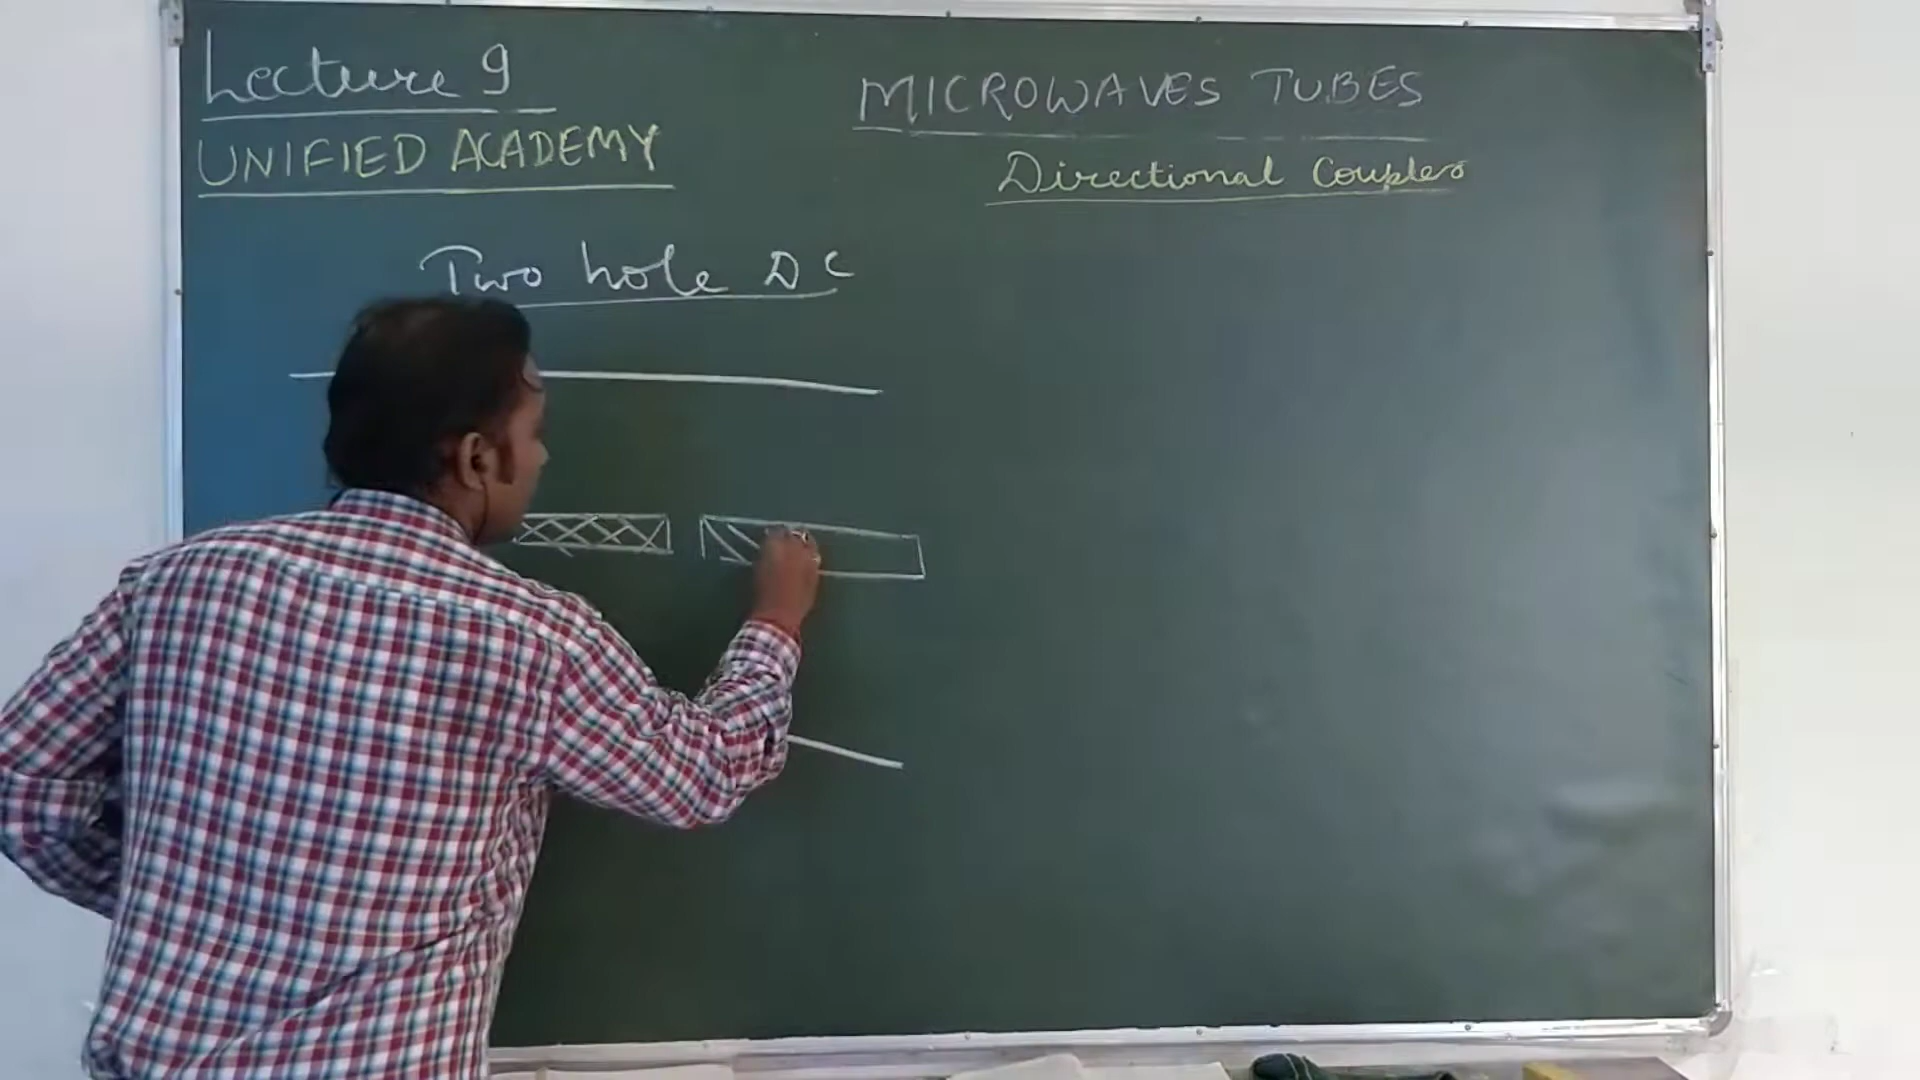 Lecture 9
UNIFIED ACADEMY
MICROWAVES TUBES
Directional Couplers
Two hole DC